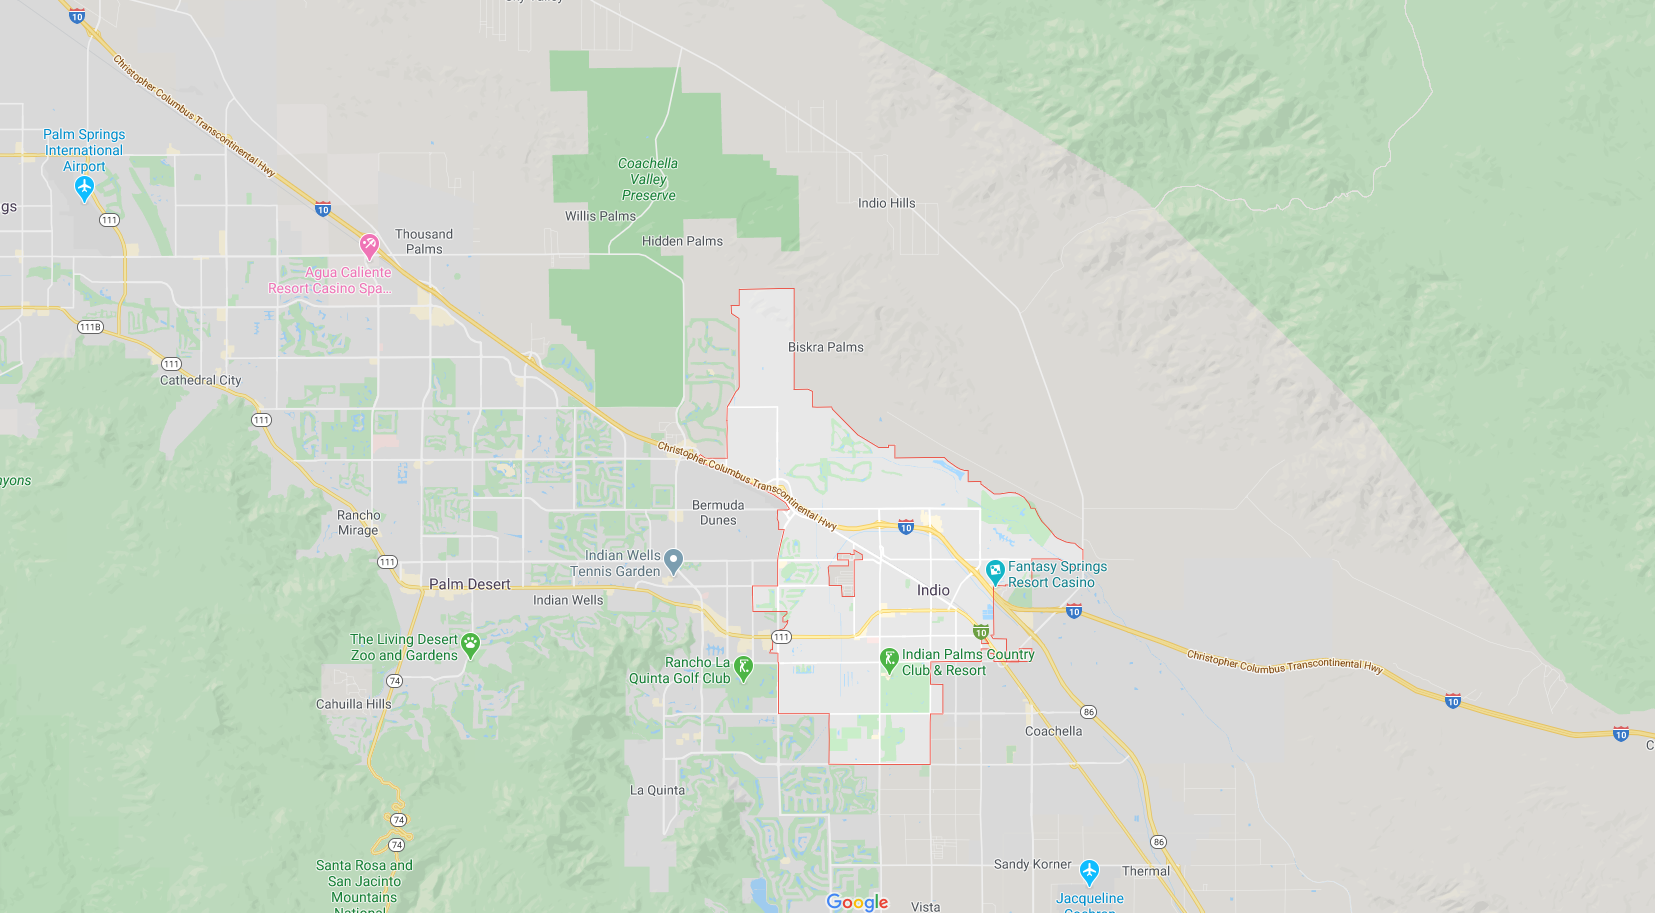 City Valley
10
Christopher Columbus Transcontinental Hwy
Palm Springs
International
Airport
gs
111
10
Thousand
Palms
Agua Caliente
Resort Casino Spa...
Coachella
Valley
Preserve
Willis Palms
Hidden Palms
Indio Hills
111B
111
Cathedral City
111
Biskra Palms
Christopher Columbus Transcontinental Hwy
nyons
Rancho
Mirage
Bermuda
Dunes
10
111
Indian Wells
Tennis Garden
Palm Desert
Indian Wells
Fantasy Springs
Resort Casino
Indio
10
10
111
The Living Desert
Zoo and Gardens
Rancho La
Quinta Golf Club
Indian Palms Country
Club & Resort
Christopher Columbus Transcontinental Hwy
74
Cahuilla Hills
10
86
Coachella
10
C
La Quinta
74
74
86
Santa Rosa and
San Jacinto
Mountains
National
Sandy Korner
Thermal
Jacqueline
Cochran
Vista
Google